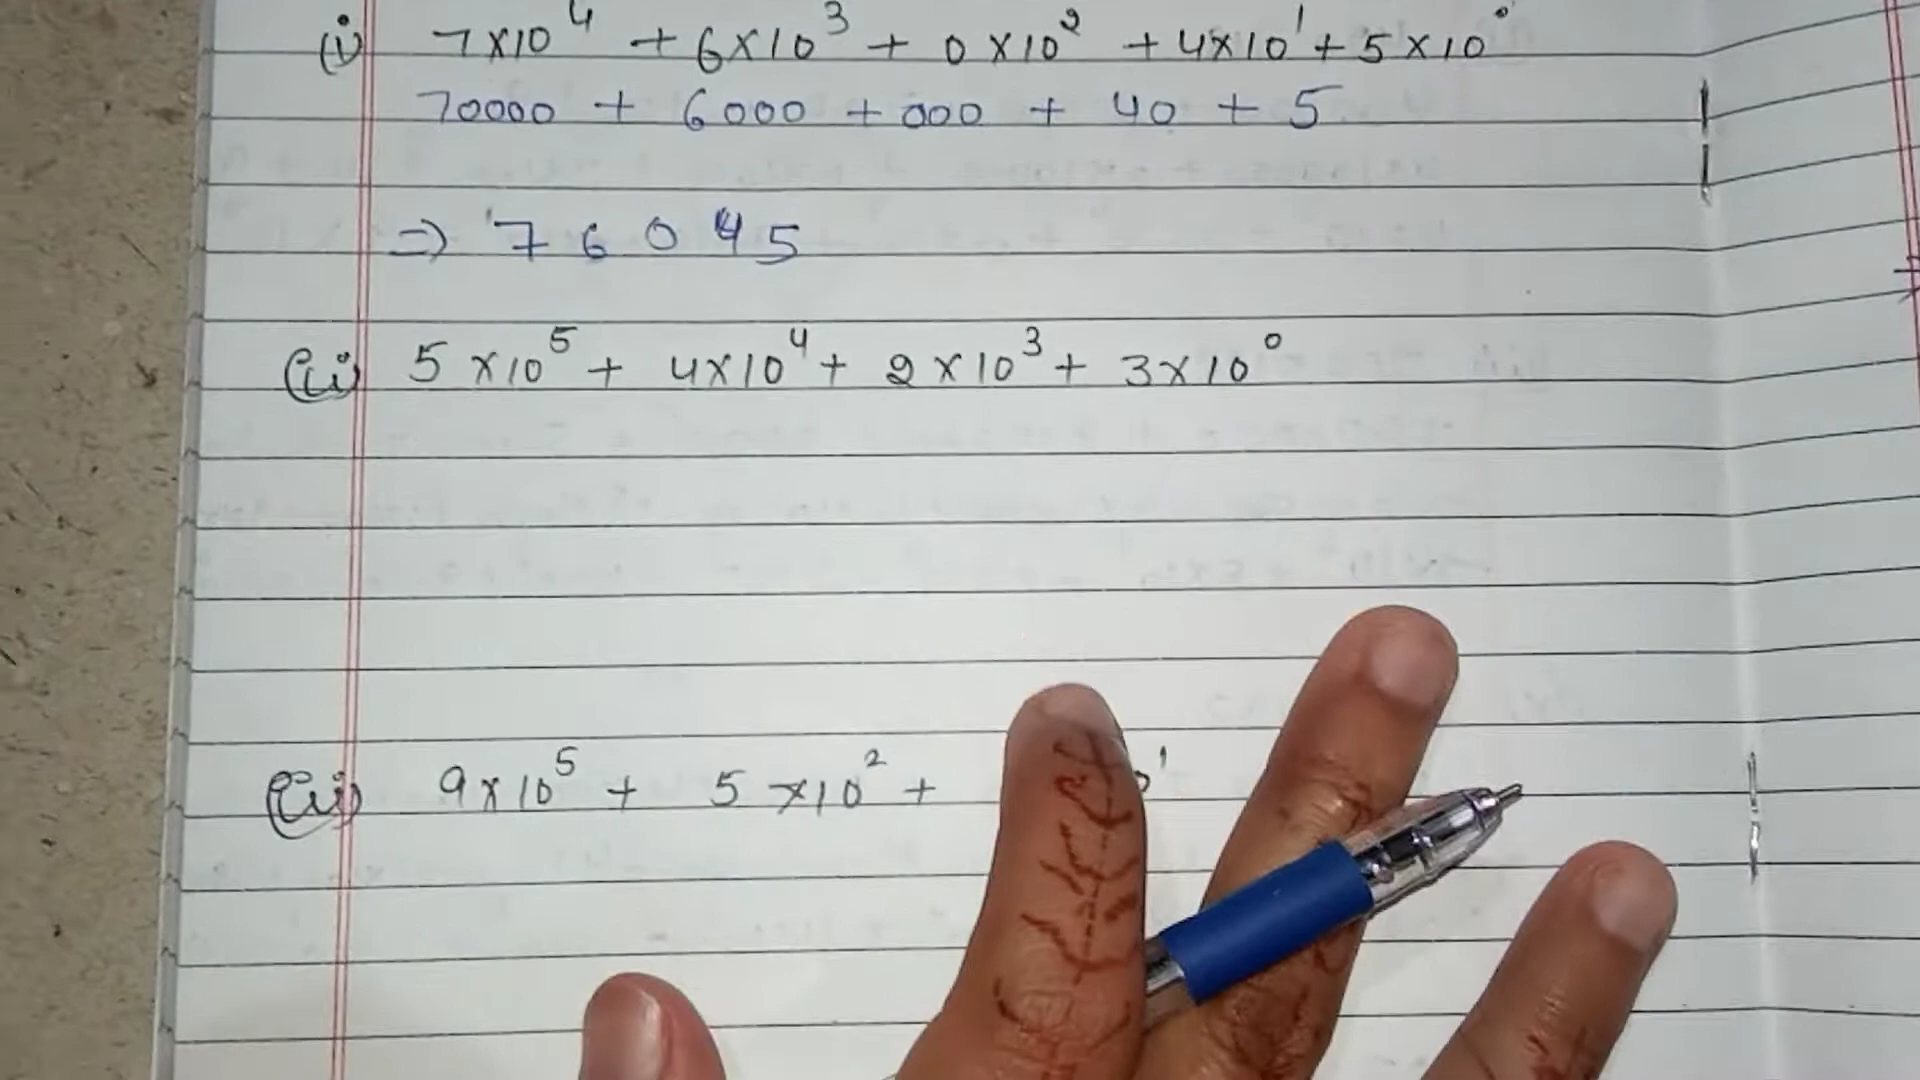 (i) 7×10⁴ + 6×10³ + 0×10² + 4×10¹ + 5×10⁰
70000 + 6000 + 000 + 40 + 5
⇒ 76045
(ii) 5×10⁵ + 4×10⁴ + 2×10³ + 3×10⁰
(iii) 9×10⁵ + 5×10² +